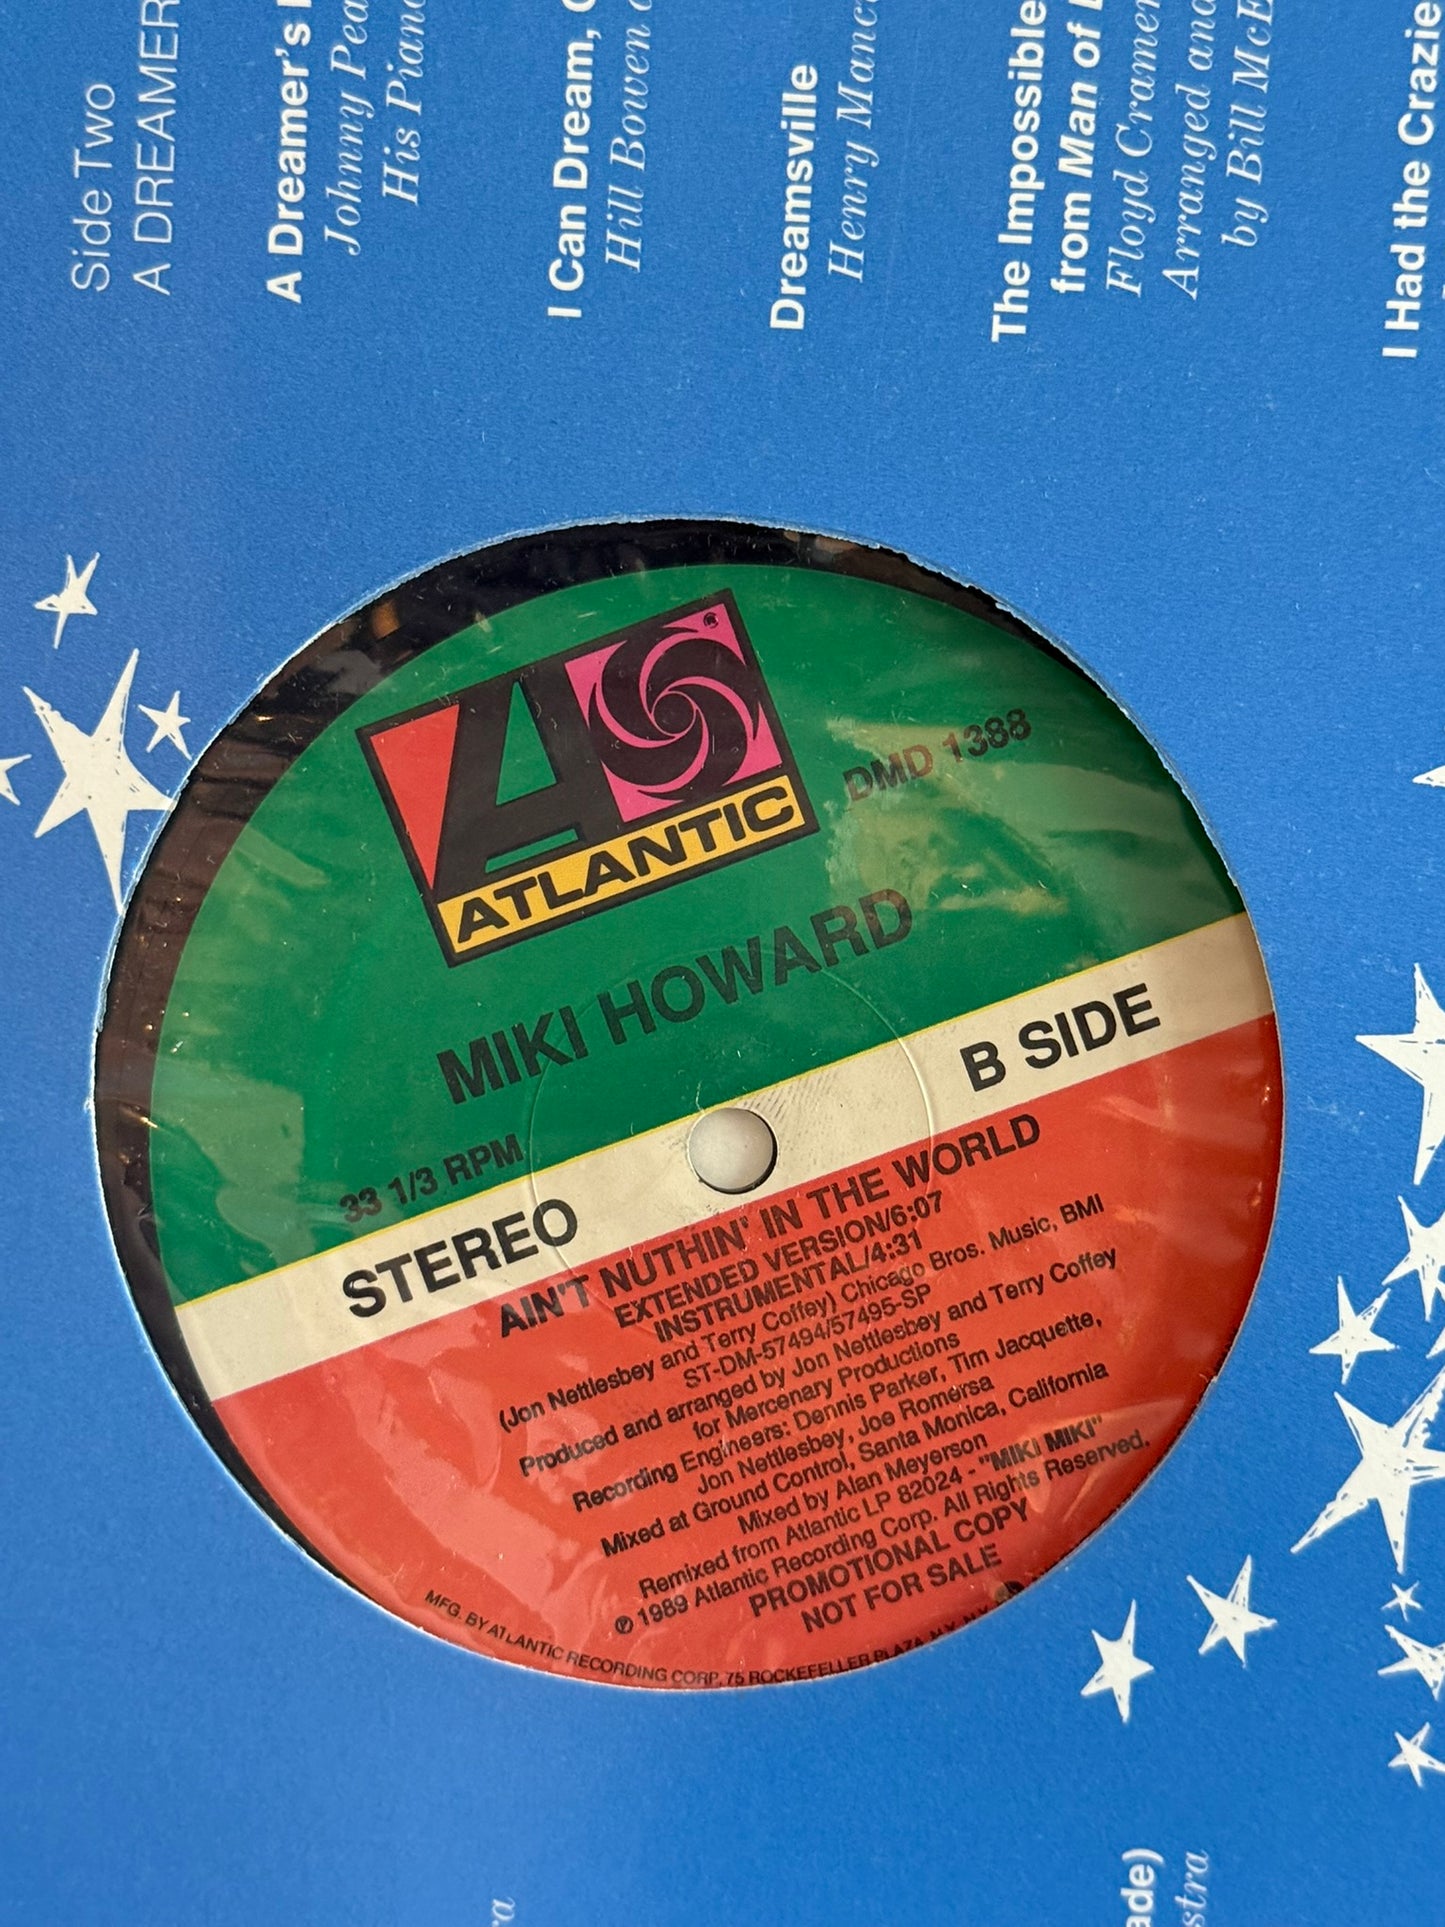 Side Two
A DREAMER
A Dreamer's
Johnny
His Piano
I Can Dream,
Hill Bowen
Dreamsville
Henry
The Impossible
from Man of
Floyd Cramer
Arranged and
by Bill
I Had the
ATLANTIC
DMD 1388
MIKI HOWARD
33 1/3 RPM
STEREO
B SIDE
AIN'T NUTHIN' IN THE WORLD
EXTENDED VERSION/6:07
INSTRUMENTAL/4:31
(Jon Nettlesbey and Terry Coffey) Chicago Bros. Music, BMI
ST-DM-57494/57495-SP
Produced and arranged by Jon Nettlesbey and Terry Coffey
for Mercenary Productions
Recording Engineers: Dennis Parker, Tim Jacquette,
Jon Nettlesbey, Joe Romersa
Mixed at Ground Control, Santa Monica, California
Mixed by Alan Meyerson
Remixed from Atlantic LP 82024 - "MIKI MIKI"
℗ 1989 Atlantic Recording Corp. All Rights Reserved.
PROMOTIONAL COPY
NOT FOR SALE
MFG. BY ATLANTIC RECORDING CORP. 75 ROCKEFELLER PLAZA, N.Y. N.Y.
ade)
stra
ra